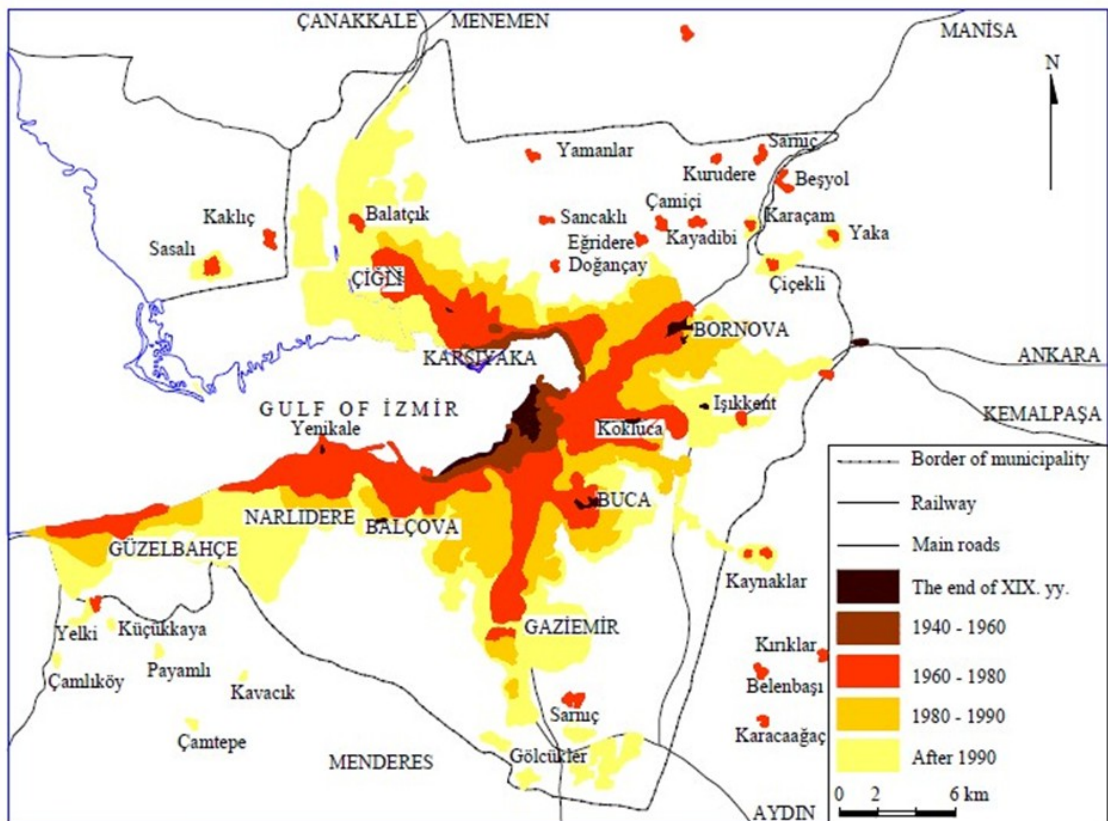 ÇANAKKALE
MENEMEN
MANİSA
N
Sarnıç
Yamanlar
Kurudere
Beşyol
Kaklıç
Balatçık
Sancaklı
Çamiçi
Karaçam
Sasalı
Eğridere
Kayadibi
Yaka
Doğançay
ÇİĞLİ
Çiçekli
BORNOVA
KARŞIYAKA
ANKARA
GULF OF İZMİR
Işıkkent
KEMALPAŞA
Yenikale
Kokluca
NARLIDERE
BALÇOVA
BUCA
GÜZELBAHÇE
Kaynaklar
Yelki
Küçükkaya
GAZİEMİR
Kırıklar
Çamlıköy
Payamlı
Kavacık
Belenbaşı
Sarnıç
Karacaağaç
Çamtepe
MENDERES
Gölcükler
AYDIN
Border of municipality
Railway
Main roads
The end of XIX. yy.
1940 - 1960
1960 - 1980
1980 - 1990
After 1990
0 2 6 km